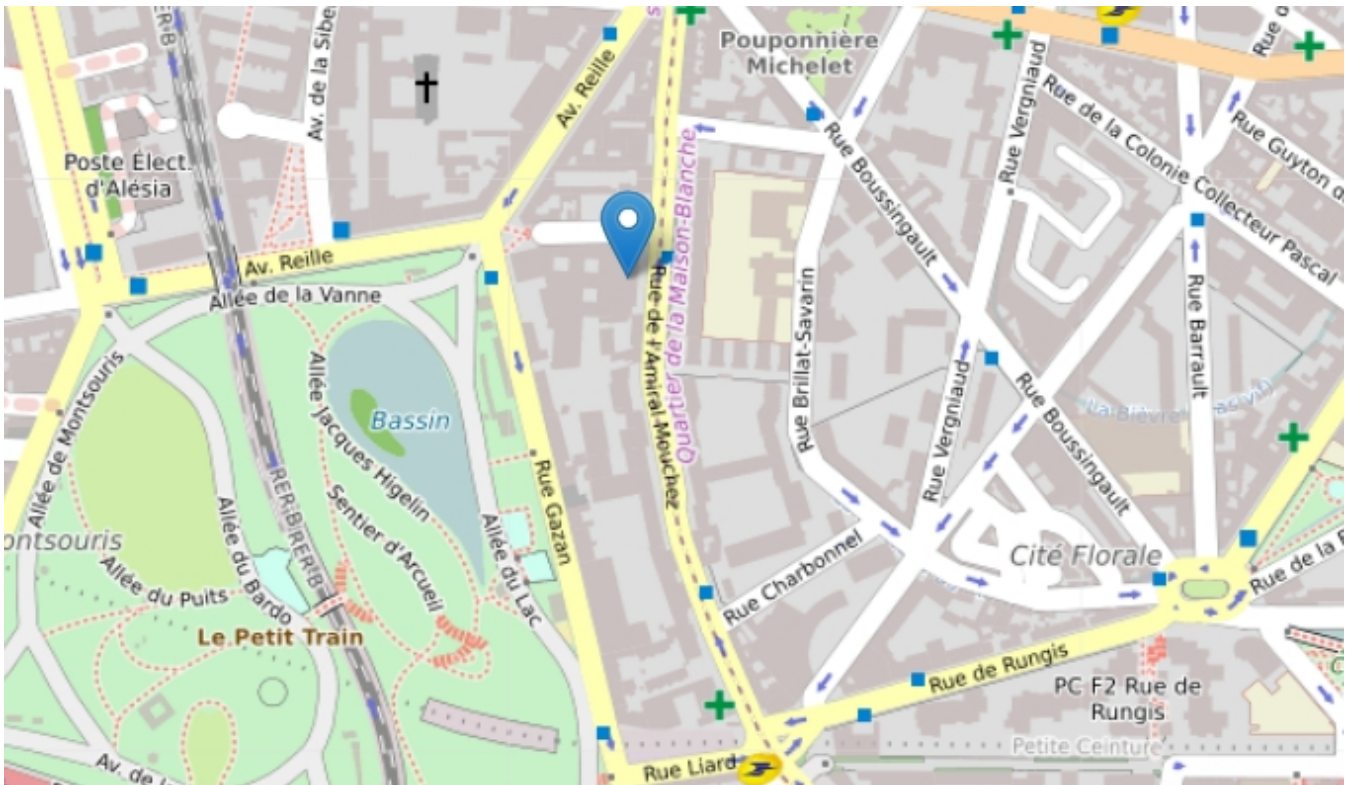 RER B
Av. de la Sibe
Av. Reille
s
Pouponnière
Michelet
Rue Vergniaud
Rue d
Rue de la Colonie
Collecteur Pascal
Rue Guyton d
Poste Élect.
d'Alésia
Rue Boussingault
Quartier de la Maison-Blanche
Av. Reille
Allée de la Vanne
Rue de l'Amiral Mouchez
Rue Brillat-Savarin
Rue Barrault
Allée de Montsouris
Allée Jacques Higelin
Bassin
Rue Vergniaud
Rue Boussingault
RER B
RER B
Rue Gazan
Sentier d'Arcueil
Allée du Bardo
Allée du Lac
ontsouris
Allée du Puits
Rue Charbonnel
Cité Florale
Rue de la
Le Petit Train
Rue de Rungis
PC F2 Rue de
Rungis
Petite Ceinture
Rue Liard
Av. de l